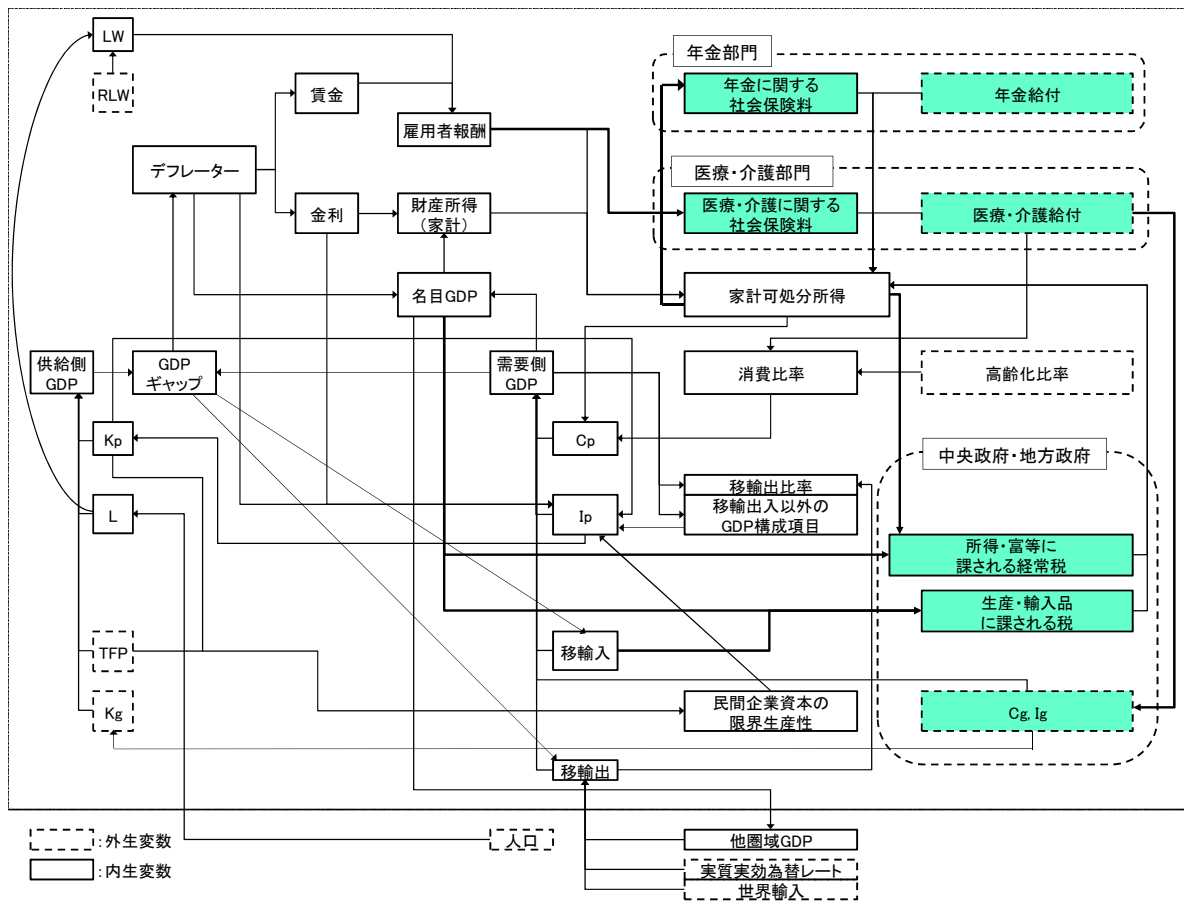 LW
RLW
賃金
雇用者報酬
デフレーター
金利
財産所得
(家計)
名目GDP
年金部門
年金に関する
社会保険料
年金給付
医療・介護部門
医療・介護に関する
社会保険料
医療・介護給付
家計可処分所得
供給側
GDP
GDP
ギャップ
需要側
GDP
消費比率
高齢化比率
Kp
Cp
中央政府・地方政府
L
Ip
移輸出比率
移輸出入以外の
GDP構成項目
所得・富等に
課される経常税
生産・輸入品
に課される税
TFP
移輸入
Kg
民間企業資本の
限界生産性
Cg, Ig
移輸出
:外生変数
:内生変数
人口
他圏域GDP
実質実効為替レート
世界輸入